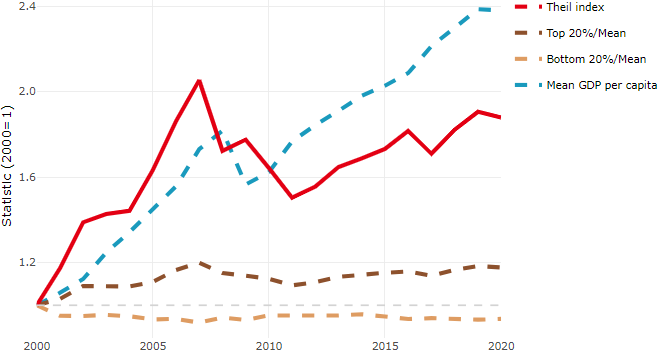 2.4
2.0
1.6
1.2
Statistic (2000=1)
2000
2005
2010
2015
2020
Theil index
Top 20%/Mean
Bottom 20%/Mean
Mean GDP per capita